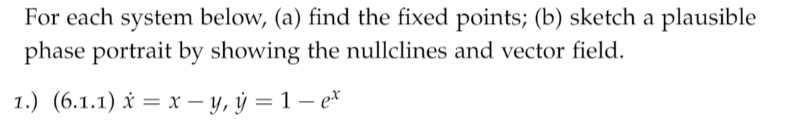 For each system below, (a) find the fixed points; (b) sketch a plausible
phase portrait by showing the nullclines and vector field.
1.) (6.1.1) ẋ = x − y, ẏ = 1 − eˣ